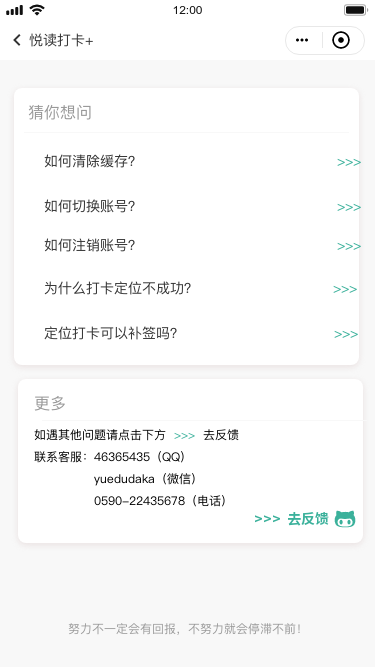 12:00
悦读打卡+
猜你想问
如何清除缓存? >>>
如何切换账号? >>>
如何注销账号? >>>
为什么打卡定位不成功? >>>
定位打卡可以补签吗? >>>
更多
如遇其他问题请点击下方 >>> 去反馈
联系客服：46365435（QQ）
yuedudaka（微信）
0590-22435678（电话）
>>> 去反馈
努力不一定会有回报，不努力就会停滞不前!